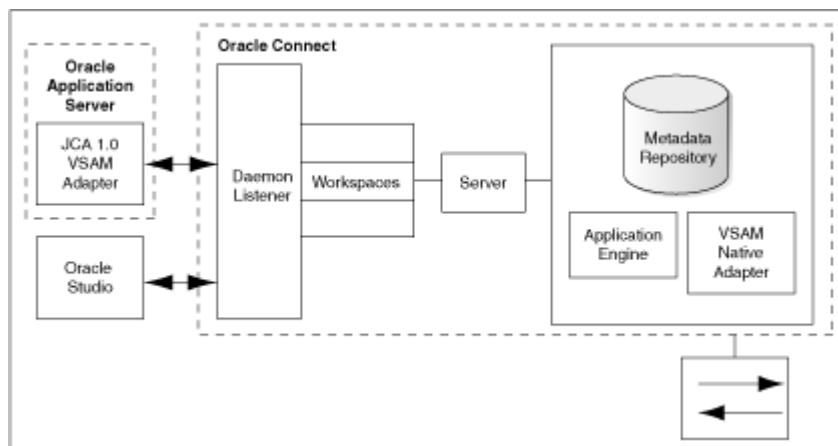 Oracle Connect
Oracle
Application
Server
JCA 1.0
VSAM
Adapter
Oracle
Studio
Daemon
Listener
Workspaces
Server
Metadata
Repository
Application
Engine
VSAM
Native
Adapter